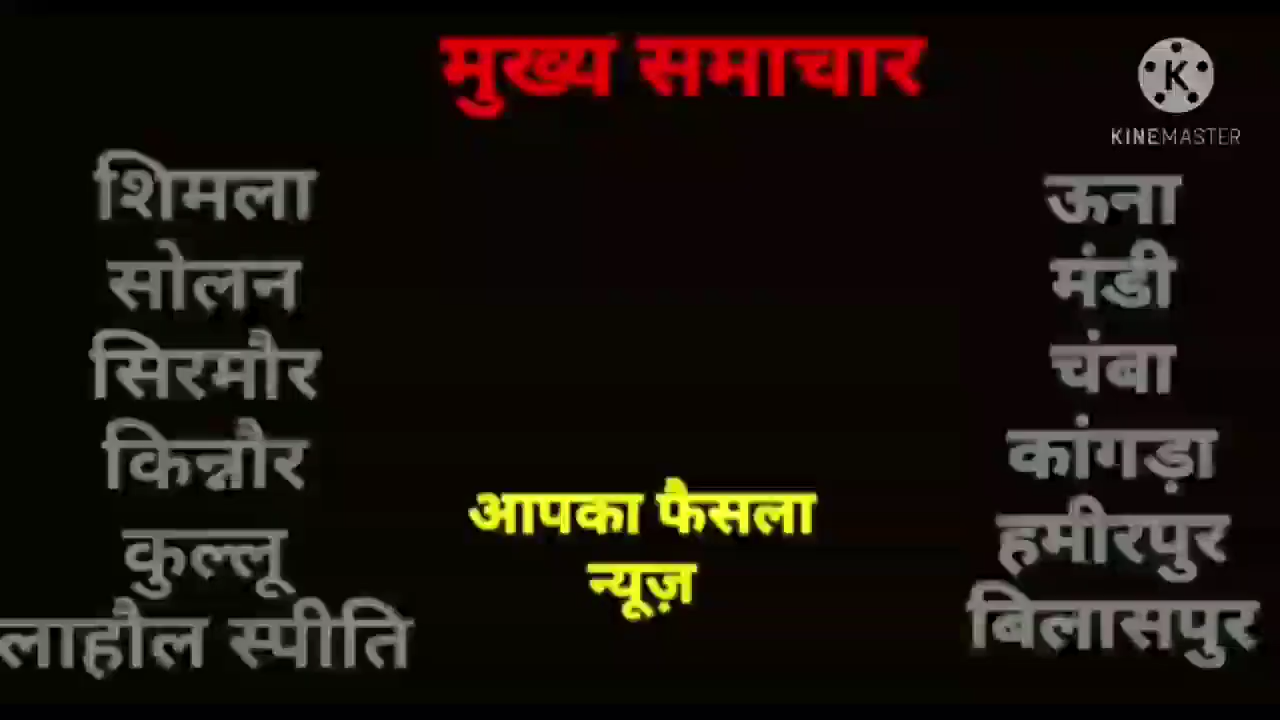 मुख्य समाचार
KINEMASTER
शिमला
सोलन
सिरमौर
किन्नौर
कुल्लू
लाहौल स्पीति
आपका फैसला
न्यूज़
ऊना
मंडी
चंबा
कांगड़ा
हमीरपुर
बिलासपुर